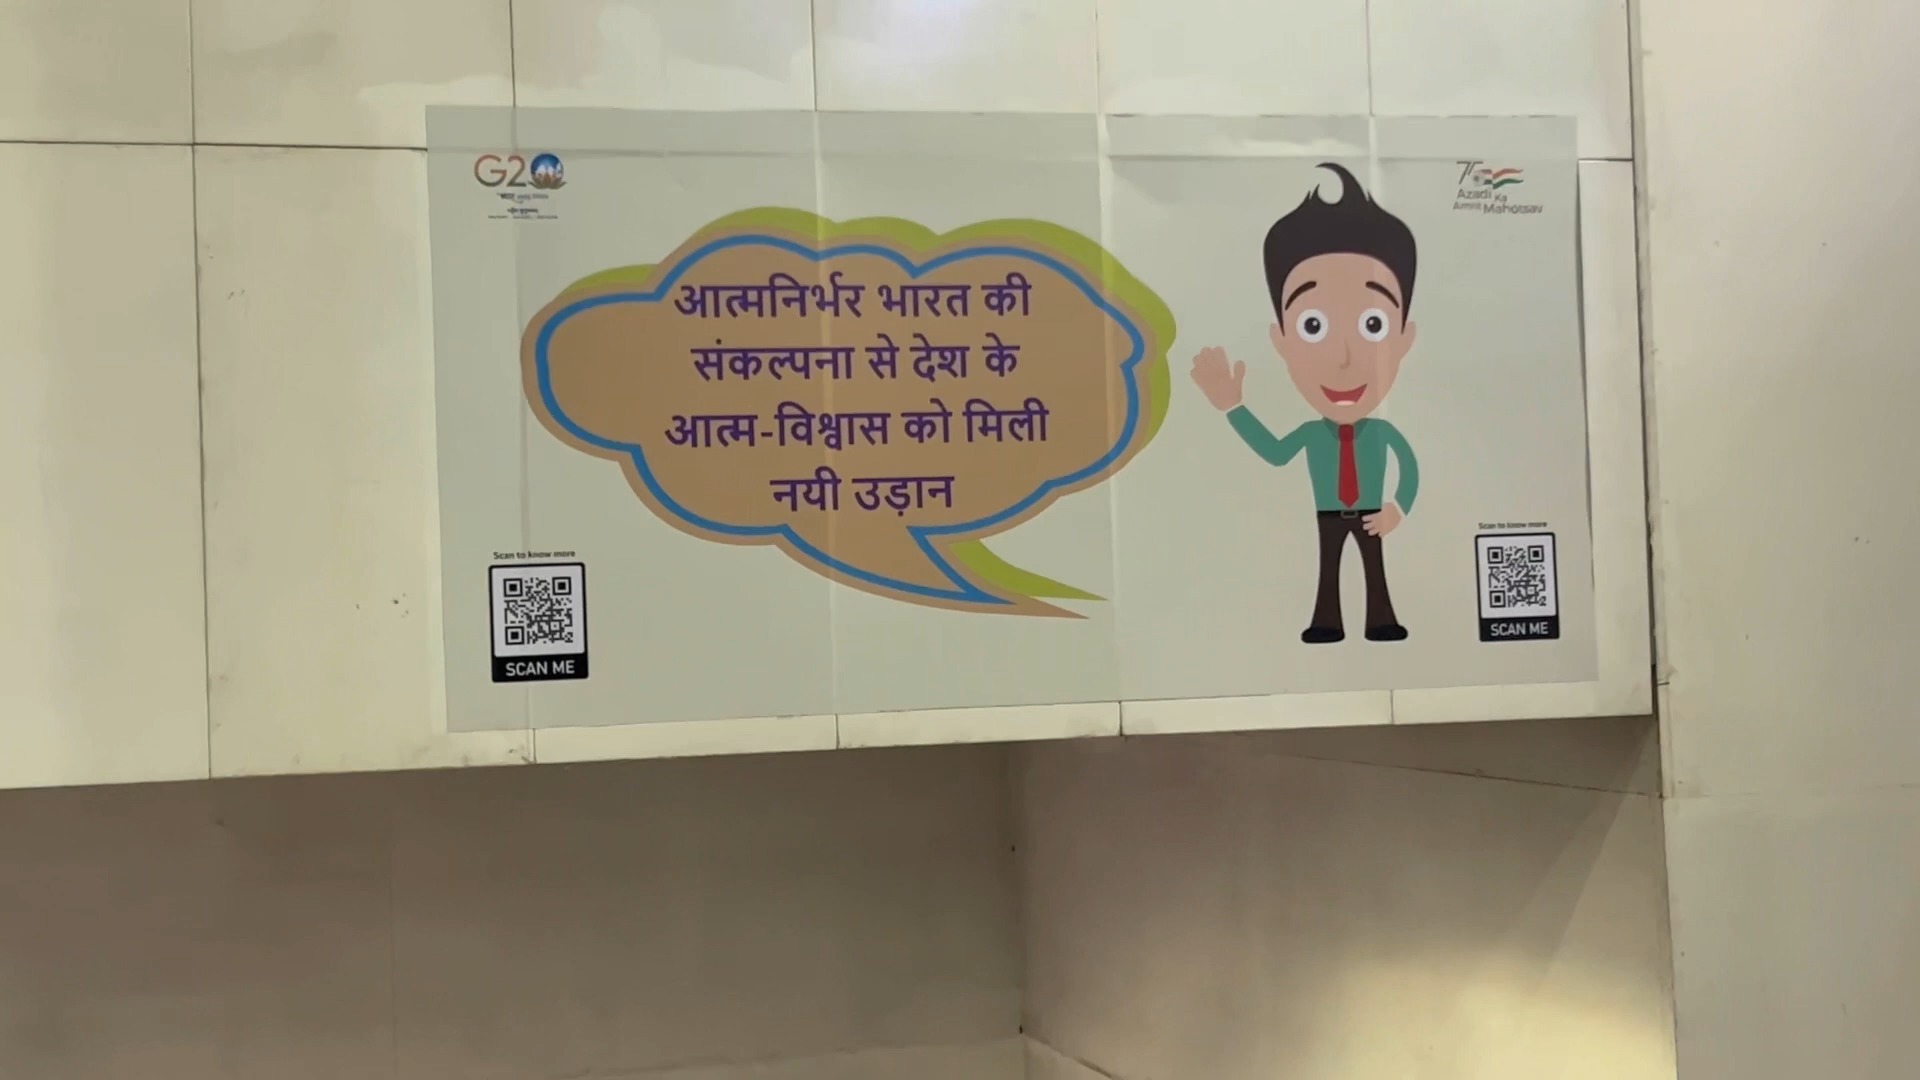 G20
75
Azadi Ka
Amrit Mahotsav
आत्मनिर्भर भारत की
संकल्पना से देश के
आत्म-विश्वास को मिली
नयी उड़ान
Scan to know more
SCAN ME
Scan to know more
SCAN ME